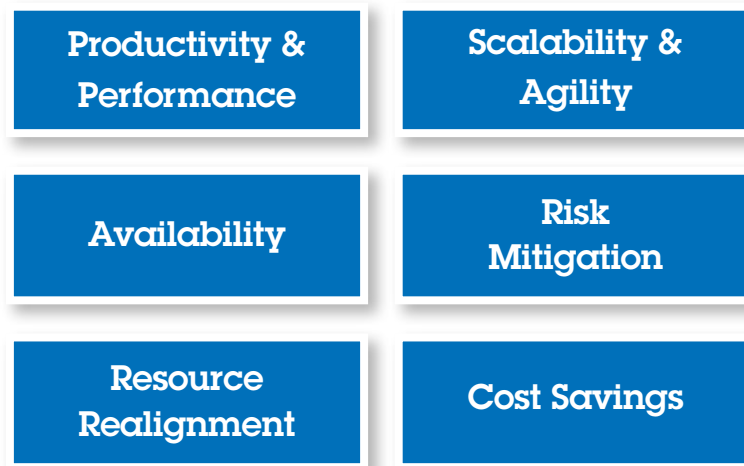 Productivity &
Performance
Scalability &
Agility
Availability
Risk
Mitigation
Resource
Realignment
Cost Savings